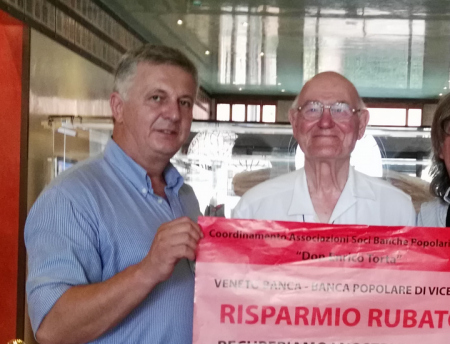 Coordinamento Associazioni Soci Banche Popolari
"Don Enrico Torta"
VENETO BANCA - BANCA POPOLARE DI VICE
RISPARMIO RUBATO